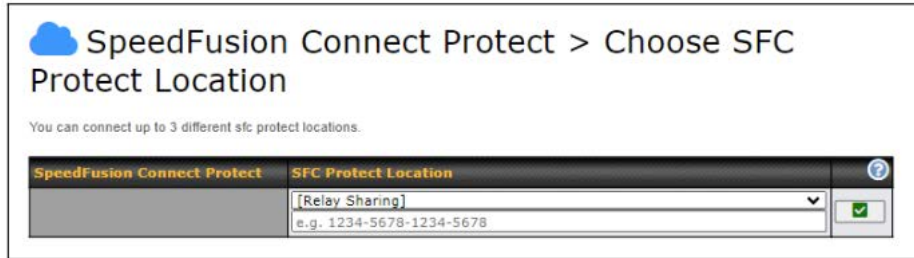 SpeedFusion Connect Protect > Choose SFC
Protect Location
You can connect up to 3 different sfc protect locations.
SpeedFusion Connect Protect SFC Protect Location ?
[Relay Sharing]
e.g. 1234-5678-1234-5678